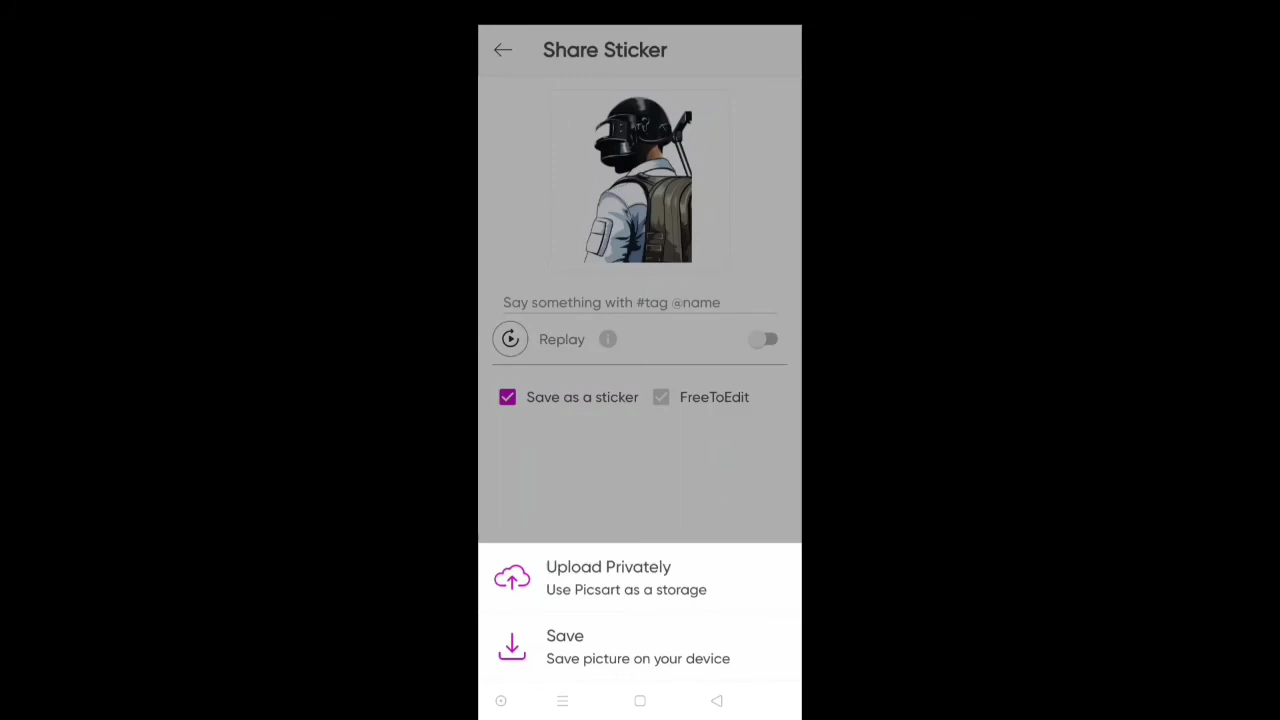 Share Sticker
Say something with #tag @name
Replay
Save as a sticker FreeToEdit
Upload Privately
Use Picsart as a storage
Save
Save picture on your device